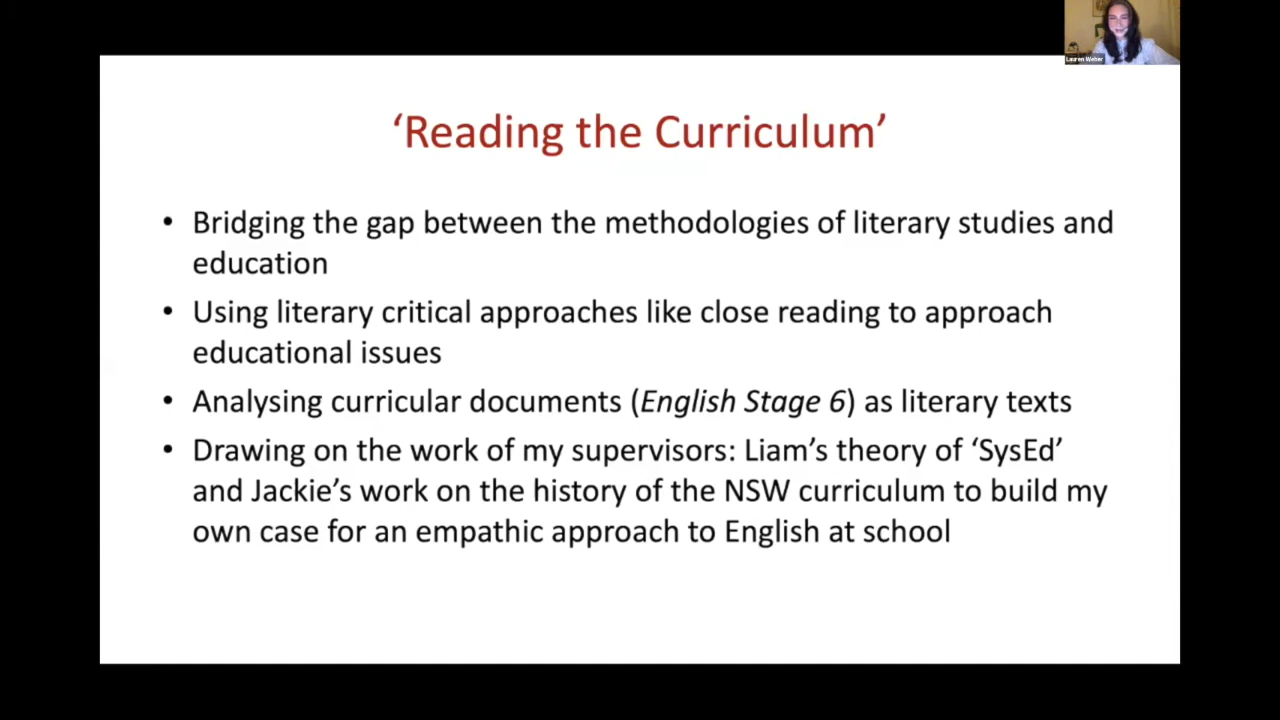 Lauren Weber
‘Reading the Curriculum’
• Bridging the gap between the methodologies of literary studies and
education
• Using literary critical approaches like close reading to approach
educational issues
• Analysing curricular documents (English Stage 6) as literary texts
• Drawing on the work of my supervisors: Liam’s theory of ‘SysEd’
and Jackie’s work on the history of the NSW curriculum to build my
own case for an empathic approach to English at school